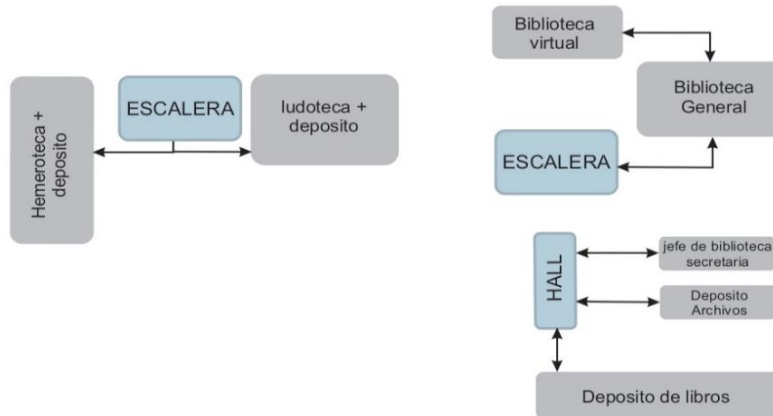 Hemeroteca +
deposito
ESCALERA
ludoteca +
deposito
Biblioteca
virtual
Biblioteca
General
ESCALERA
HALL
jefe de biblioteca
secretaria
Deposito
Archivos
Deposito de libros